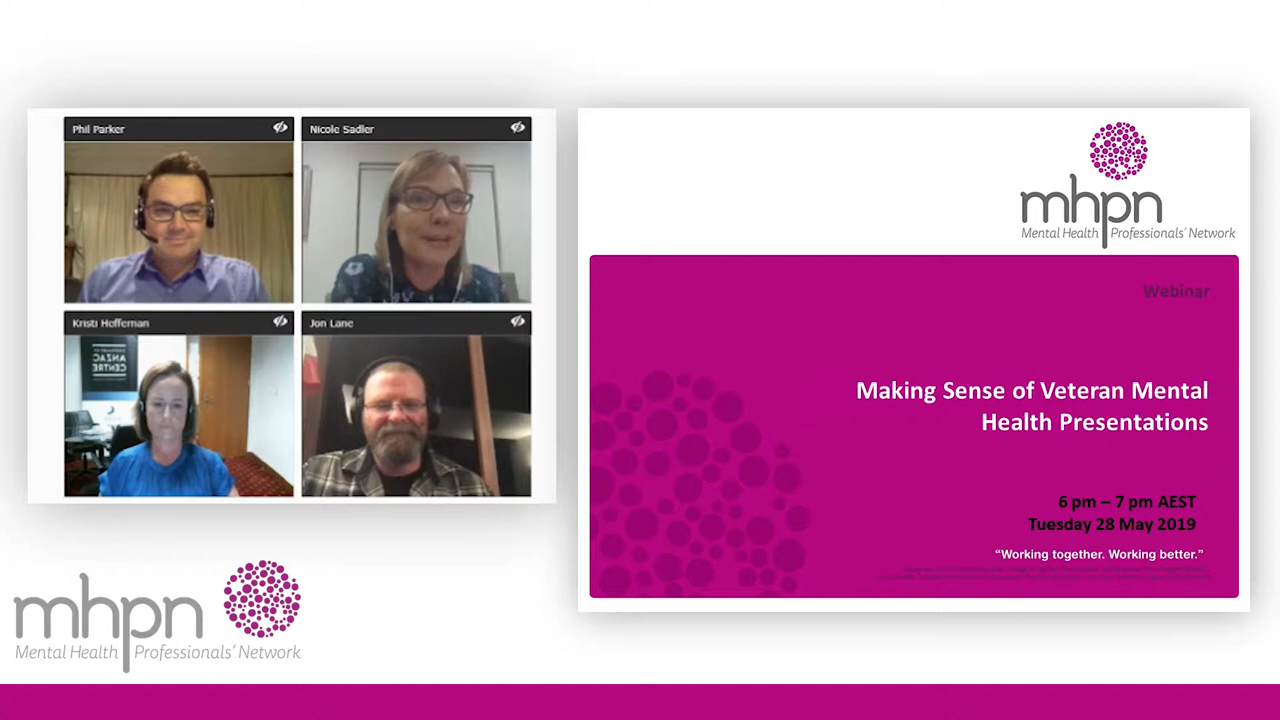 Phil Parker
Nicole Sadler
Kristi Heffernan
ANZAC
CENTRE
Jon Lane
mhpn
Mental Health Professionals' Network
mhpn
Mental Health Professionals' Network
Webinar
Making Sense of Veteran Mental
Health Presentations
6 pm – 7 pm AEST
Tuesday 28 May 2019
“Working together. Working better.”